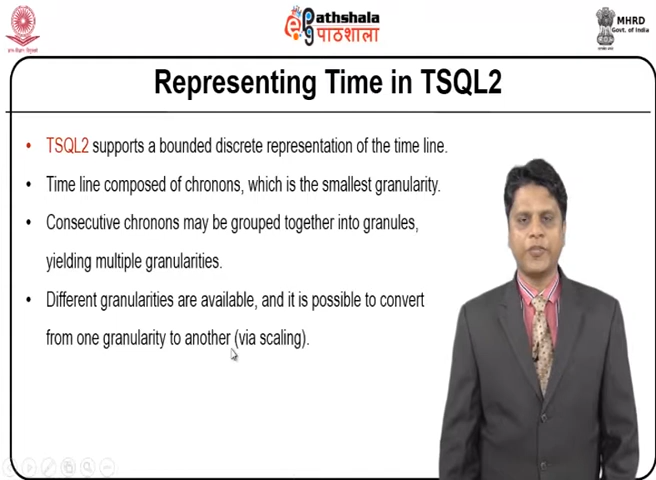 Pathshala
पाठशाला
MHRD
Govt. of India
Representing Time in TSQL2
• TSQL2 supports a bounded discrete representation of the time line.
• Time line composed of chronons, which is the smallest granularity.
• Consecutive chronons may be grouped together into granules,
yielding multiple granularities.
• Different granularities are available, and it is possible to convert
from one granularity to another (via scaling).